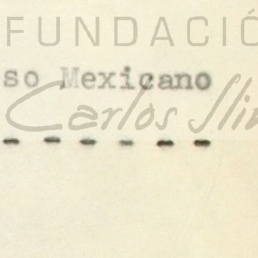 FUNDACIÓ
so Mexicano
Carlos Sli
- - - - - -